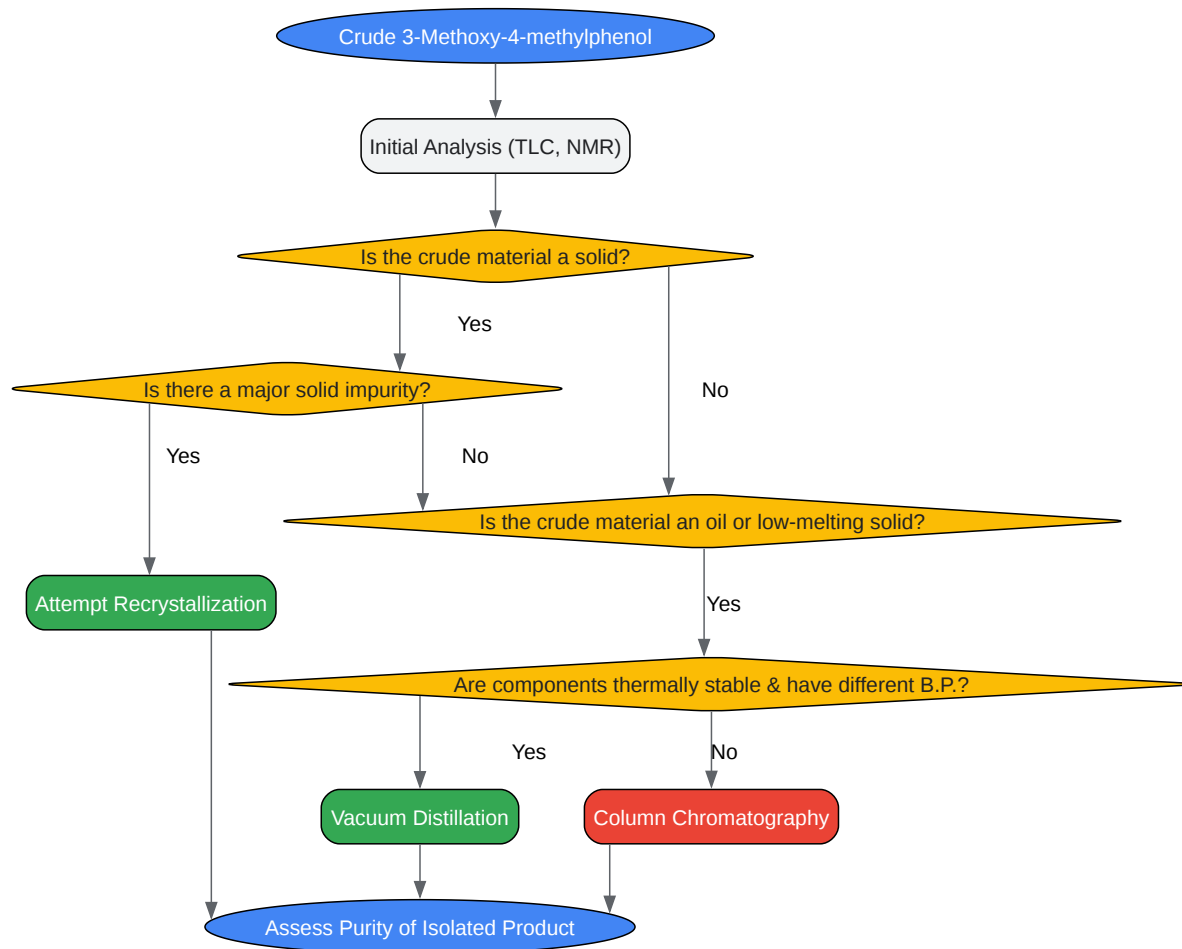 Crude 3-Methoxy-4-methylphenol
Initial Analysis (TLC, NMR)
Is the crude material a solid?
Yes
Is there a major solid impurity?
No
Yes
No
Is the crude material an oil or low-melting solid?
Attempt Recrystallization
Yes
Are components thermally stable & have different B.P.?
Yes
No
Vacuum Distillation
Column Chromatography
Assess Purity of Isolated Product